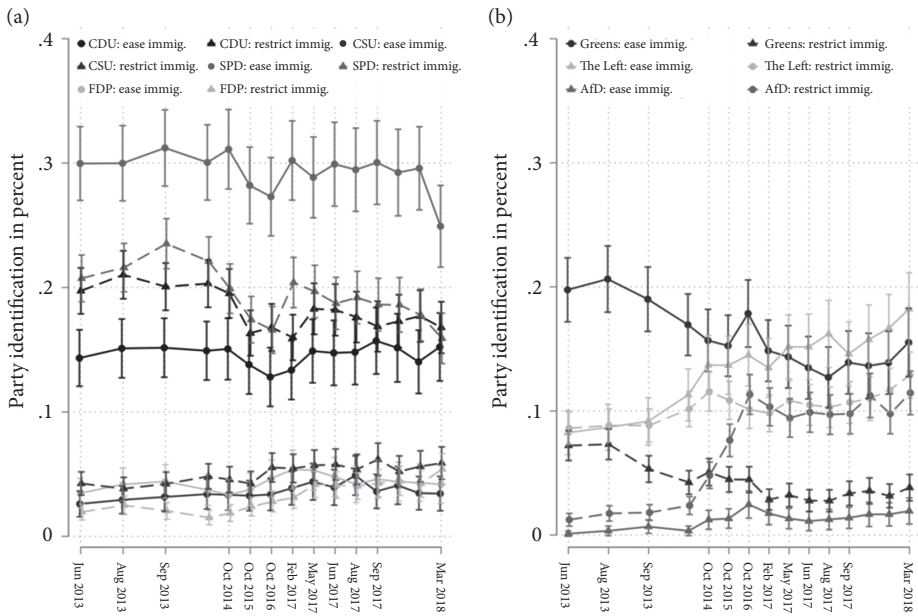 (a)
.4
CDU: ease immig. CDU: restrict immig. CSU: ease immig.
CSU: restrict immig. SPD: ease immig. SPD: restrict immig.
FDP: ease immig. FDP: restrict immig.
.3
.2
.1
0
Party identification in percent
Jun 2013
Aug 2013
Sep 2013
Oct 2014
Oct 2015
Oct 2016
Feb 2017
May 2017
Jun 2017
Aug 2017
Sep 2017
Mar 2018
(b)
.4
Greens: ease immig. Greens: restrict immig.
The Left: ease immig. The Left: restrict immig.
AfD: ease immig. AfD: restrict immig.
.3
.2
.1
0
Party identification in percent
Jun 2013
Aug 2013
Sep 2013
Oct 2014
Oct 2015
Oct 2016
Feb 2017
May 2017
Jun 2017
Aug 2017
Sep 2017
Mar 2018